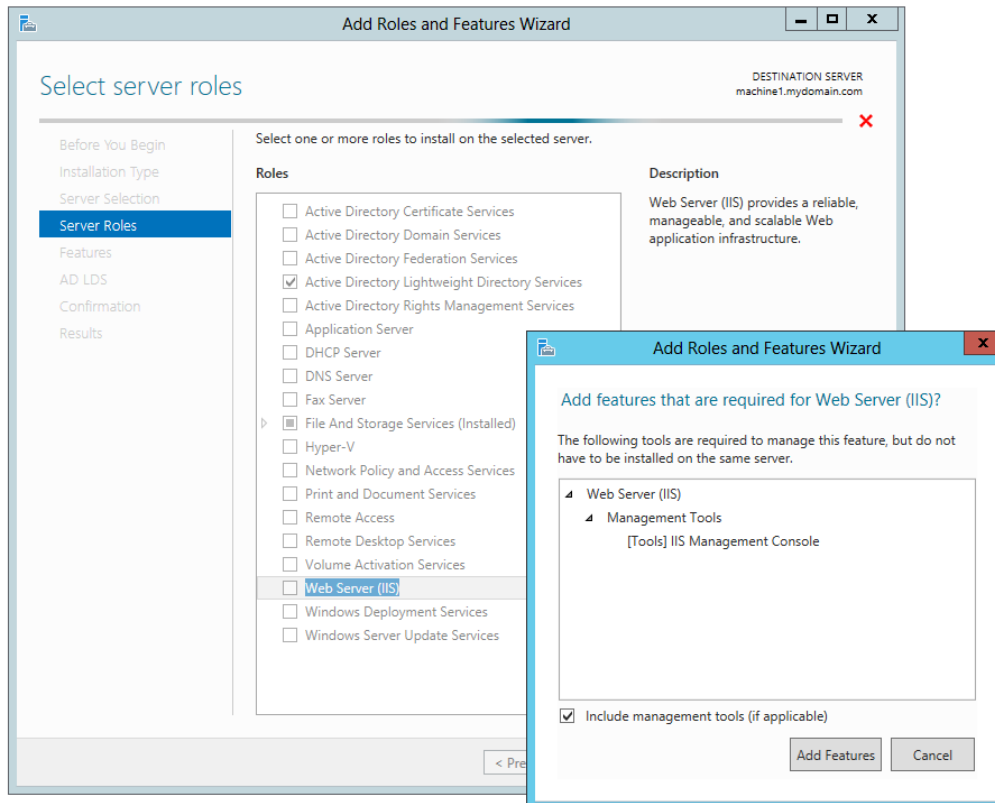 Add Roles and Features Wizard
Select server roles
DESTINATION SERVER
machine1.mydomain.com
Before You Begin
Installation Type
Server Selection
Server Roles
Features
AD LDS
Confirmation
Results
Select one or more roles to install on the selected server.
Roles
Active Directory Certificate Services
Active Directory Domain Services
Active Directory Federation Services
Active Directory Lightweight Directory Services
Active Directory Rights Management Services
Application Server
DHCP Server
DNS Server
Fax Server
File And Storage Services (Installed)
Hyper-V
Network Policy and Access Services
Print and Document Services
Remote Access
Remote Desktop Services
Volume Activation Services
Web Server (IIS)
Windows Deployment Services
Windows Server Update Services
Description
Web Server (IIS) provides a reliable,
manageable, and scalable Web
application infrastructure.
< Pre
Add Roles and Features Wizard
Add features that are required for Web Server (IIS)?
The following tools are required to manage this feature, but do not
have to be installed on the same server.
Web Server (IIS)
Management Tools
[Tools] IIS Management Console
Include management tools (if applicable)
Add Features
Cancel